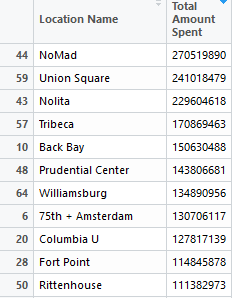 Location Name Total Amount Spent
44 NoMad 270519890
59 Union Square 241018479
43 Nolita 229604618
57 Tribeca 170869463
10 Back Bay 150630488
48 Prudential Center 143806681
64 Williamsburg 134890956
6 75th + Amsterdam 130706117
20 Columbia U 127817139
28 Fort Point 114845878
50 Rittenhouse 111382973